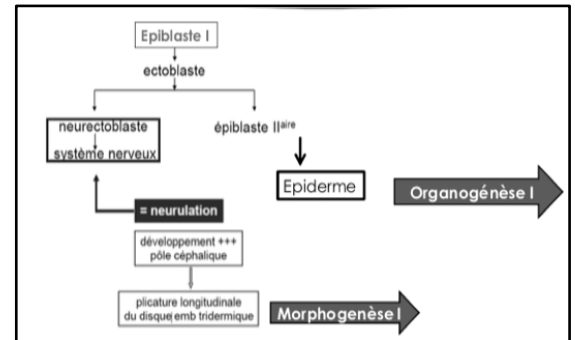 Epiblaste I
ectoblaste
neurectoblaste
système nerveux
épiblaste IIaire
Epiderme
Organogénèse I
= neurulation
développement +++
pôle céphalique
plicature longitudinale
du disque emb tridermique
Morphogenèse I